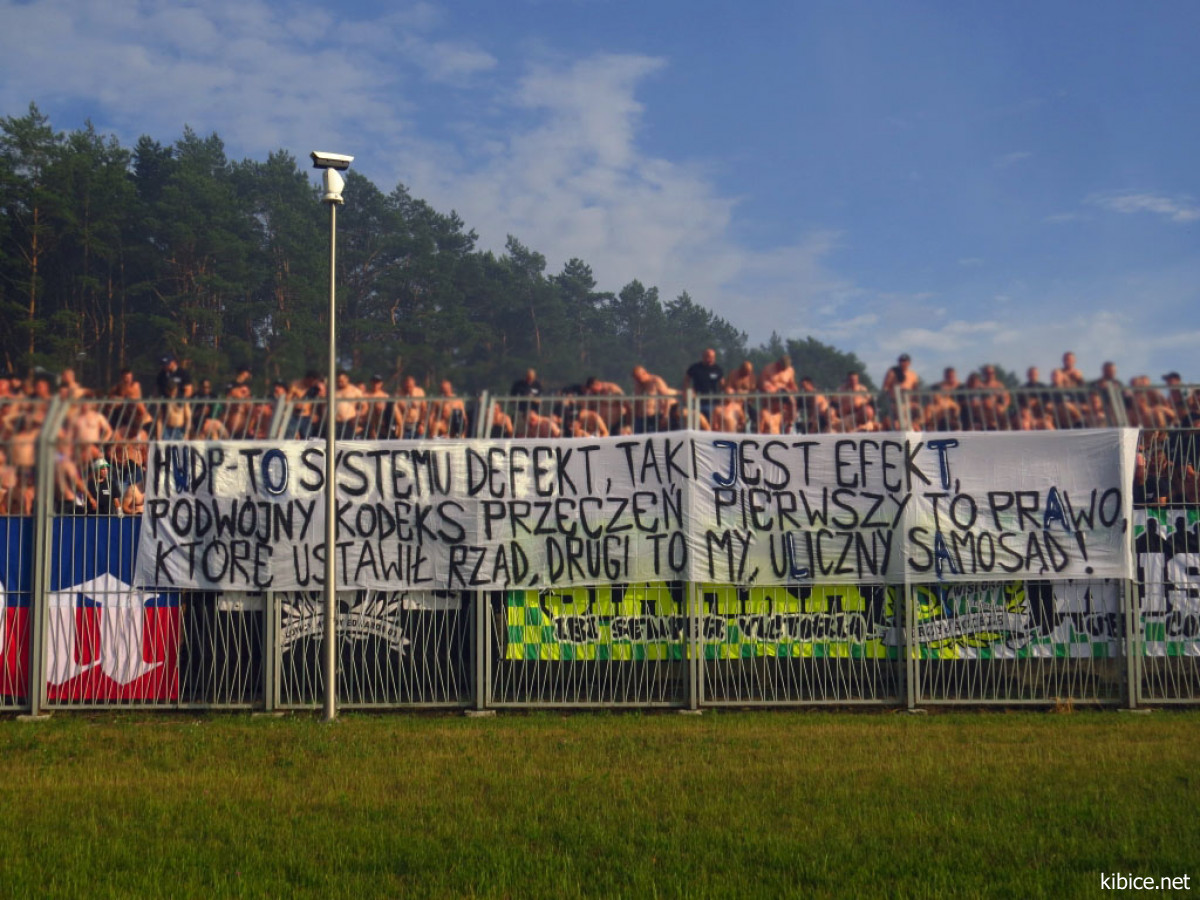 HWDP-TO SYSTEMU DEFEKT, TAKI JEST EFEKT,
PODWÓJNY KODEKS PRZĘCZEŃ, PIERWSZY TO PRAWO,
KTÓRE USTAWIŁ RZĄD, DRUGI TO MY, ULICZNY SAMOSĄD!
kibice.net